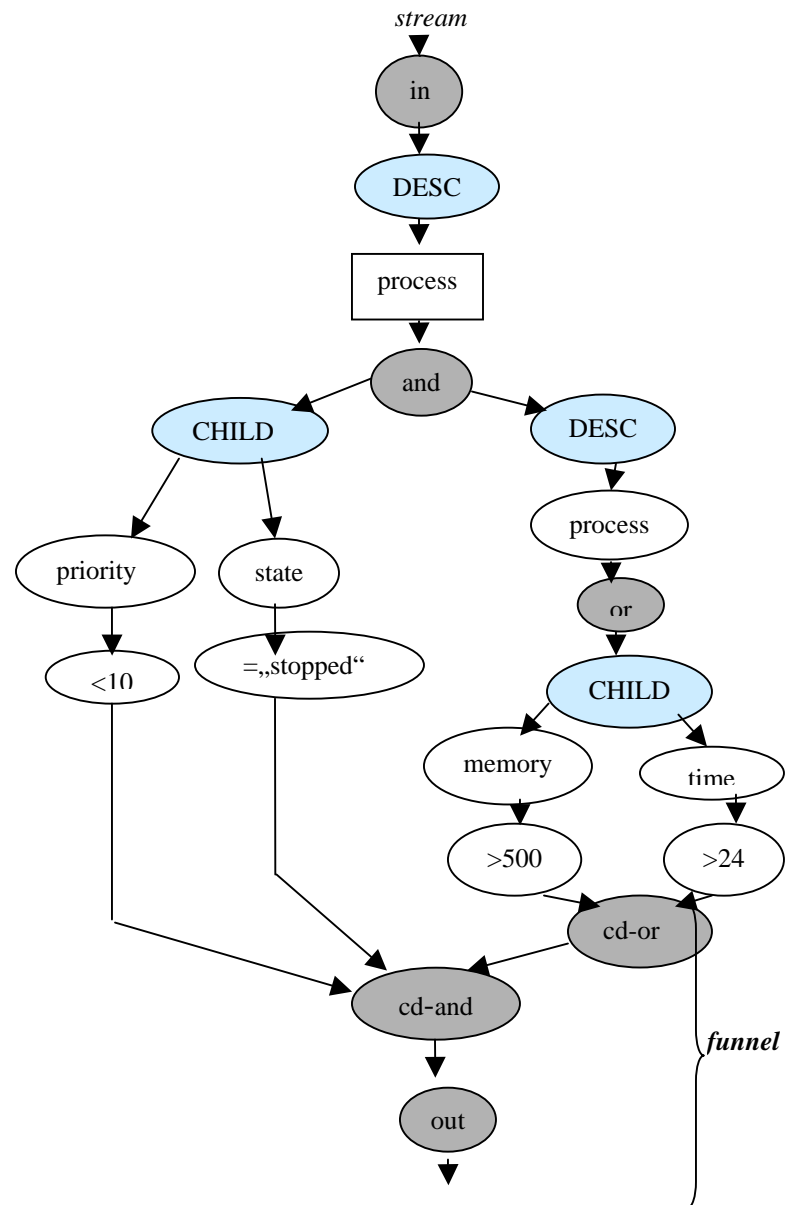 stream
in
DESC
process
and
CHILD
DESC
process
priority
state
or
<10
=„stopped“
CHILD
memory
time
>500
>24
cd-or
cd-and
funnel
out